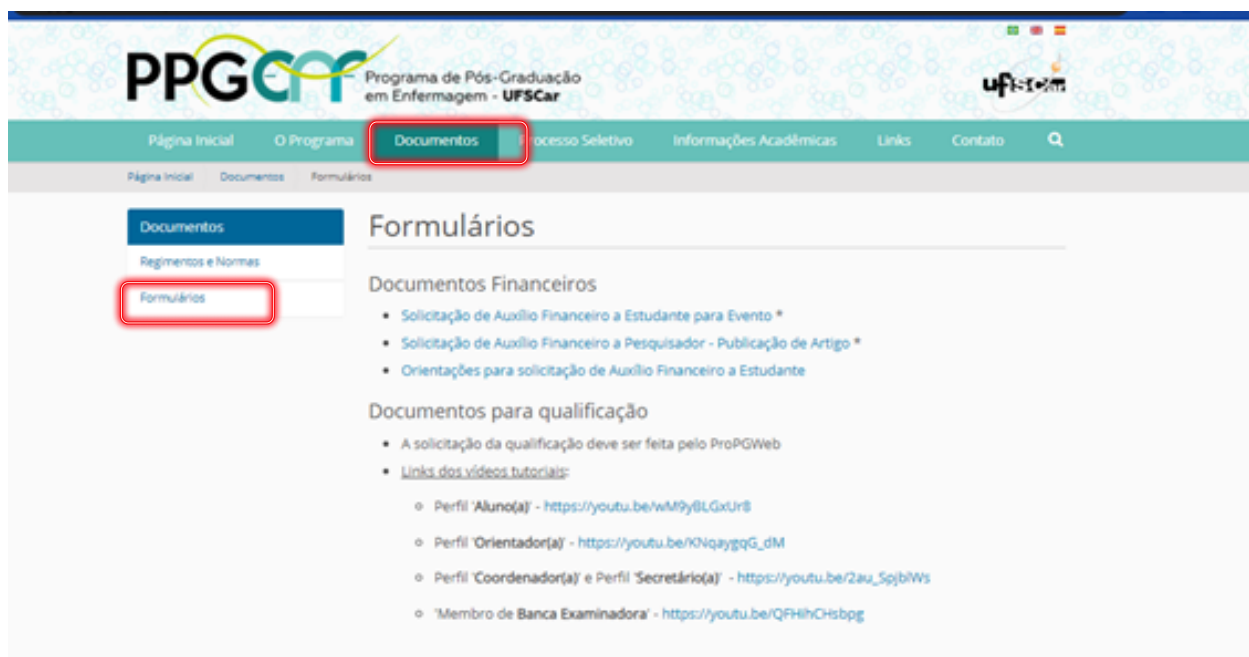 PPGEnf Programa de Pós-Graduação
em Enfermagem - UFSCar
Página Inicial O Programa Documentos Processo Seletivo Informações Acadêmicas Links Contato
Página Inicial Documentos Formulários
Documentos
Regimentos e Normas
Formulários
Formulários
Documentos Financeiros
• Solicitação de Auxílio Financeiro a Estudante para Evento *
• Solicitação de Auxílio Financeiro a Pesquisador - Publicação de Artigo *
• Orientações para solicitação de Auxílio Financeiro a Estudante
Documentos para qualificação
• A solicitação da qualificação deve ser feita pelo ProPGWeb
• Links dos vídeos tutoriais:
Perfil 'Aluno(a)' - https://youtu.be/wM9yBLGxUr8
Perfil 'Orientador(a)' - https://youtu.be/KNqaygqG_dM
Perfil 'Coordenador(a)' e Perfil 'Secretário(a)' - https://youtu.be/2au_SpjblWs
'Membro de Banca Examinadora' - https://youtu.be/QFHIhCHsbpg